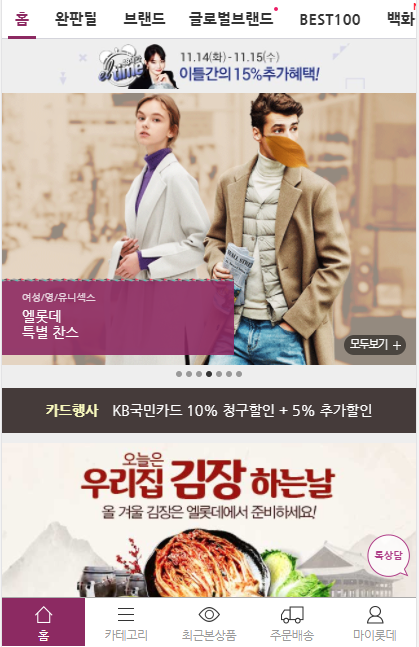 홈 완판딜 브랜드 글로벌브랜드 BEST100 백화
el time
11.14(화) - 11.15(수)
이틀간의 15%추가혜택!
여성/영/유니섹스
엘롯데
특별 찬스
모두보기 +
카드행사 KB국민카드 10% 청구할인 + 5% 추가할인
오늘은
우리집 김장 하는날
올 겨울 김장은 엘롯데에서 준비하세요!
톡상담
홈 카테고리 최근본상품 주문배송 마이롯데